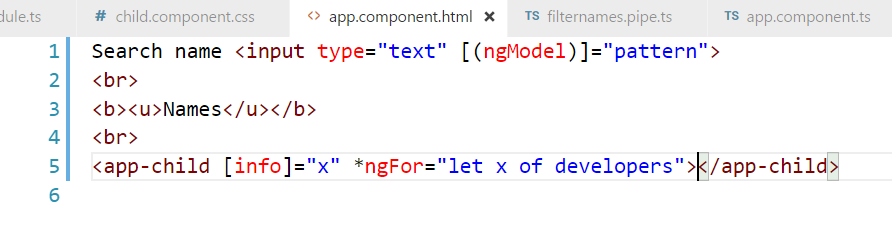 dule.ts # child.component.css <> app.component.html × TS filternames.pipe.ts TS app.component.ts
1 Search name <input type="text" [(ngModel)]="pattern">
2 <br>
3 <b><u>Names</u></b>
4 <br>
5 <app-child [info]="x" *ngFor="let x of developers"></app-child>
6